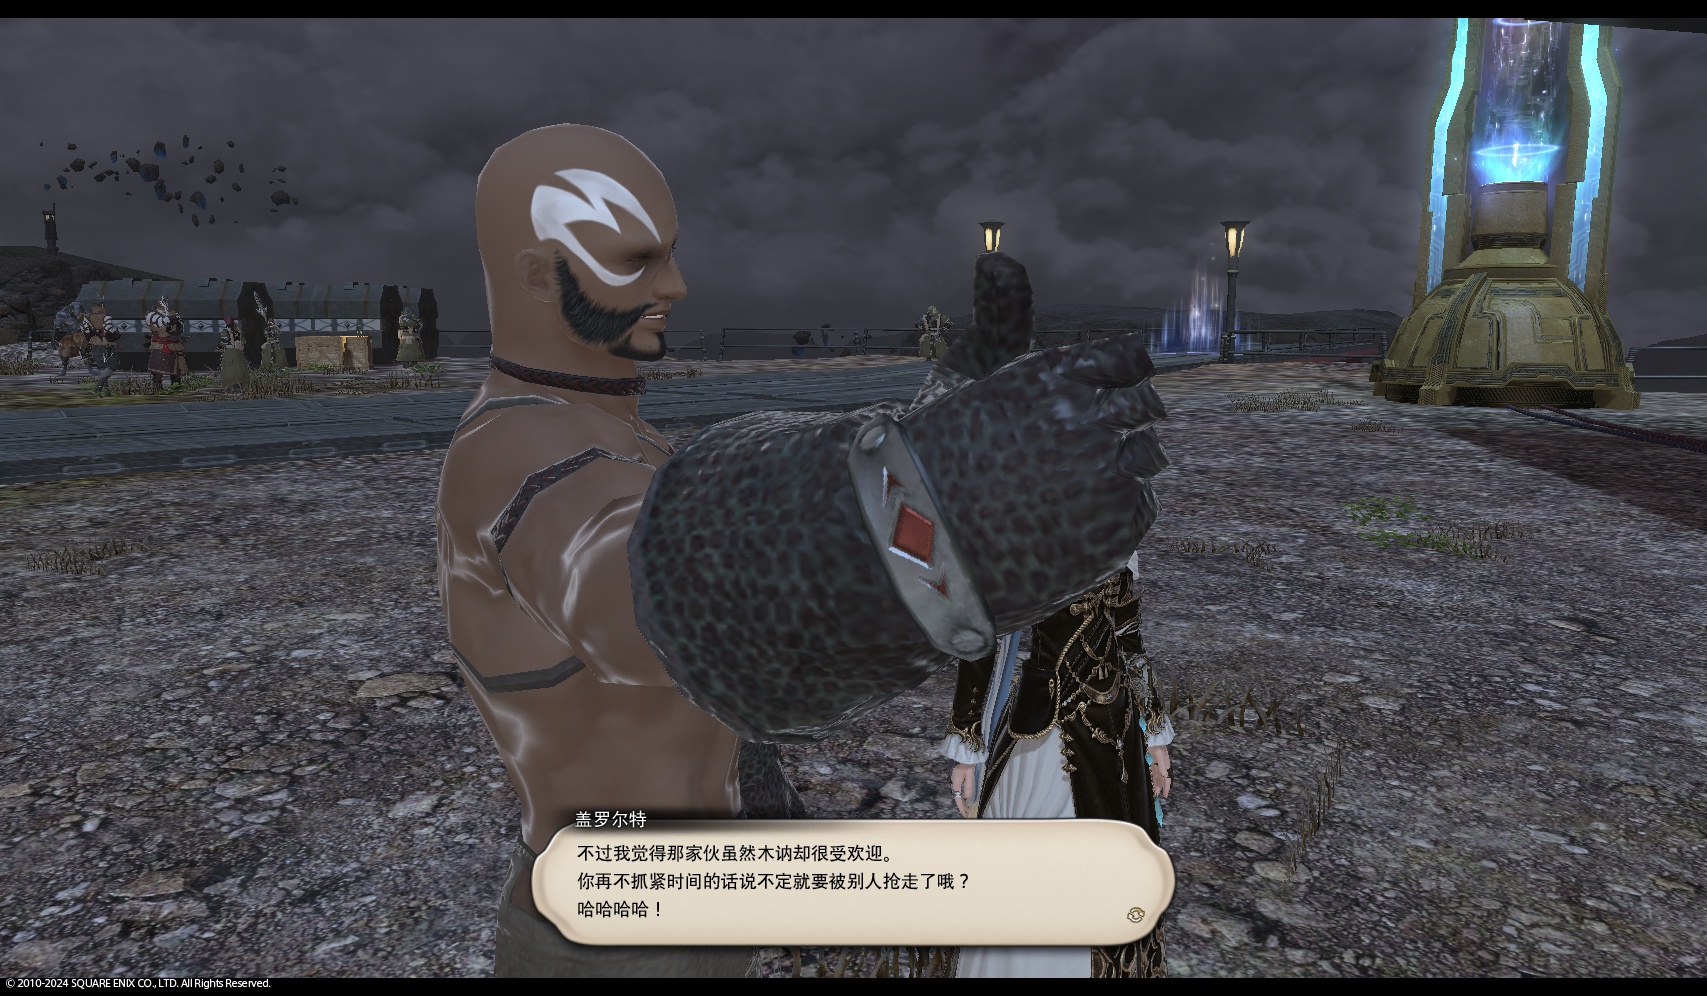 盖罗尔特
不过我觉得那家伙虽然木讷却很受欢迎。
你再不抓紧时间的话说不定就要被别人抢走了哦？
哈哈哈哈！
© 2010-2024 SQUARE ENIX CO., LTD. All Rights Reserved.